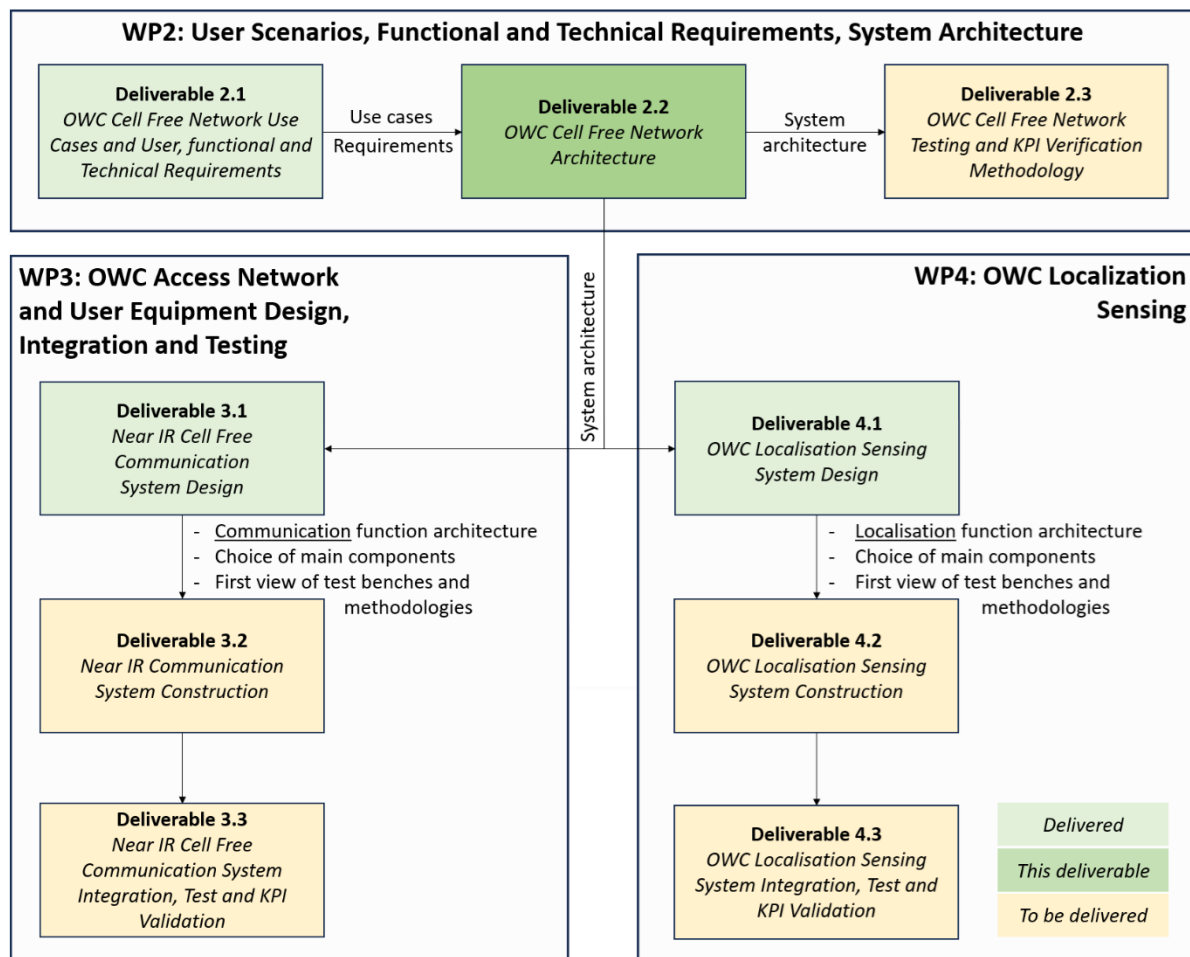 WP2: User Scenarios, Functional and Technical Requirements, System Architecture
Deliverable 2.1
OWC Cell Free Network Use
Cases and User, functional and
Technical Requirements
Use cases
Requirements
Deliverable 2.2
OWC Cell Free Network
Architecture
System
architecture
Deliverable 2.3
OWC Cell Free Network
Testing and KPI Verification
Methodology
System architecture
WP3: OWC Access Network
and User Equipment Design,
Integration and Testing
Deliverable 3.1
Near IR Cell Free
Communication
System Design
- Communication function architecture
- Choice of main components
- First view of test benches and
methodologies
Deliverable 3.2
Near IR Communication
System Construction
Deliverable 3.3
Near IR Cell Free
Communication System
Integration, Test and KPI
Validation
WP4: OWC Localization
Sensing
Deliverable 4.1
OWC Localisation Sensing
System Design
- Localisation function architecture
- Choice of main components
- First view of test benches and
methodologies
Deliverable 4.2
OWC Localisation Sensing
System Construction
Deliverable 4.3
OWC Localisation Sensing
System Integration, Test and
KPI Validation
Delivered
This deliverable
To be delivered